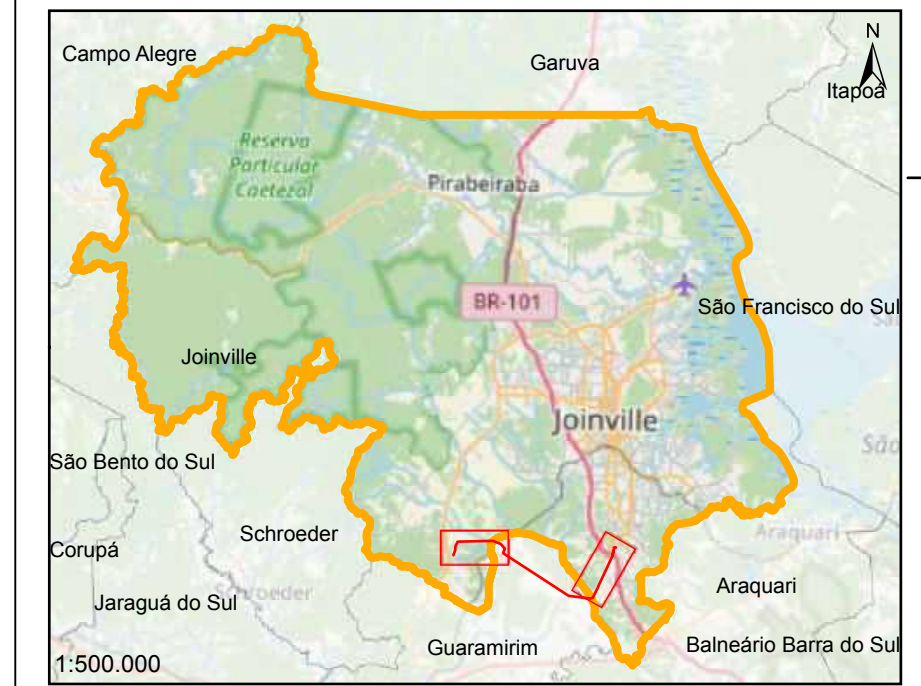 Campo Alegre
Garuva
N
Itapoá
Reserva
Particular
Caetezal
Pirabeiraba
BR-101
São Francisco do Sul
Joinville
Joinville
São
São Bento do Sul
Schroeder
Araquari
Corupá
Araquari
Jaraguá do Sul
Schroeder
Guaramirim
Balneário Barra do Sul
1:500.000